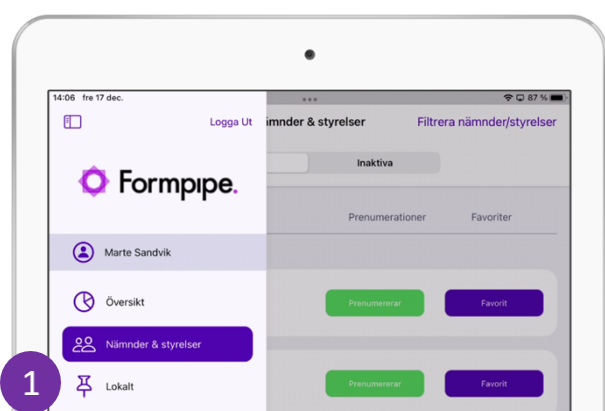 14:06 fre 17 dec.
87 %
Logga Ut
ämnder & styrelser
Filtrera nämnder/styrelser
Inaktiva
Formpipe.
Prenumerationer
Favoriter
Marte Sandvik
Översikt
Prenumererar
Favorit
Nämnder & styrelser
1
Lokalt
Prenumererar
Favorit